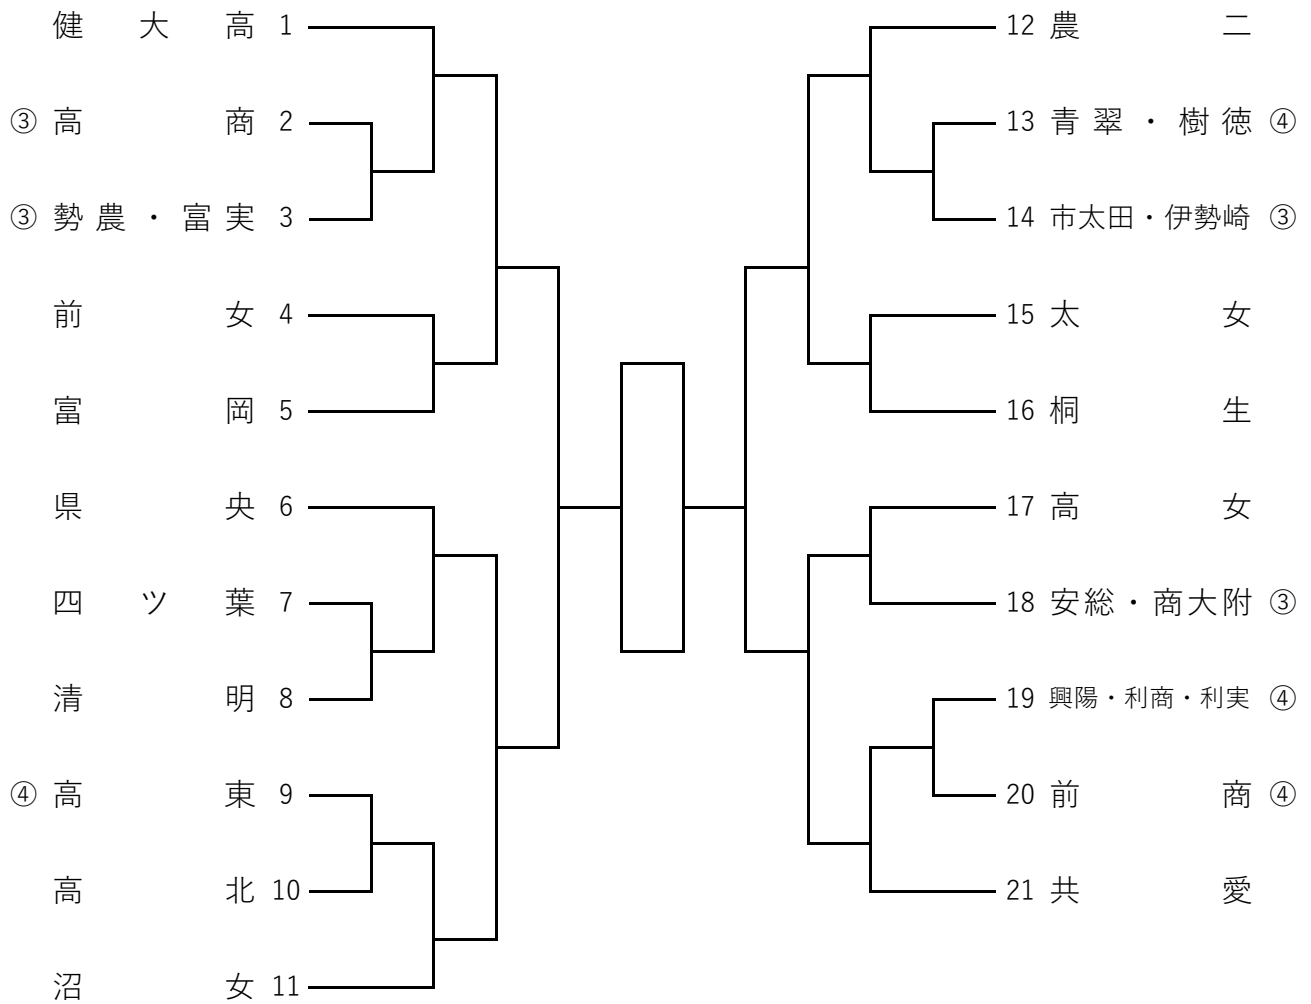 健大高 1
③ 高商 2
③ 勢農・富実 3
前女 4
富岡 5
県央 6
四ツ葉 7
清明 8
④ 高東 9
高北 10
沼女 11
12 農二
13 青翠・樹徳 ④
14 市太田・伊勢崎 ③
15 太女
16 桐生
17 高女
18 安総・商大附 ③
19 興陽・利商・利実 ④
20 前商 ④
21 共愛